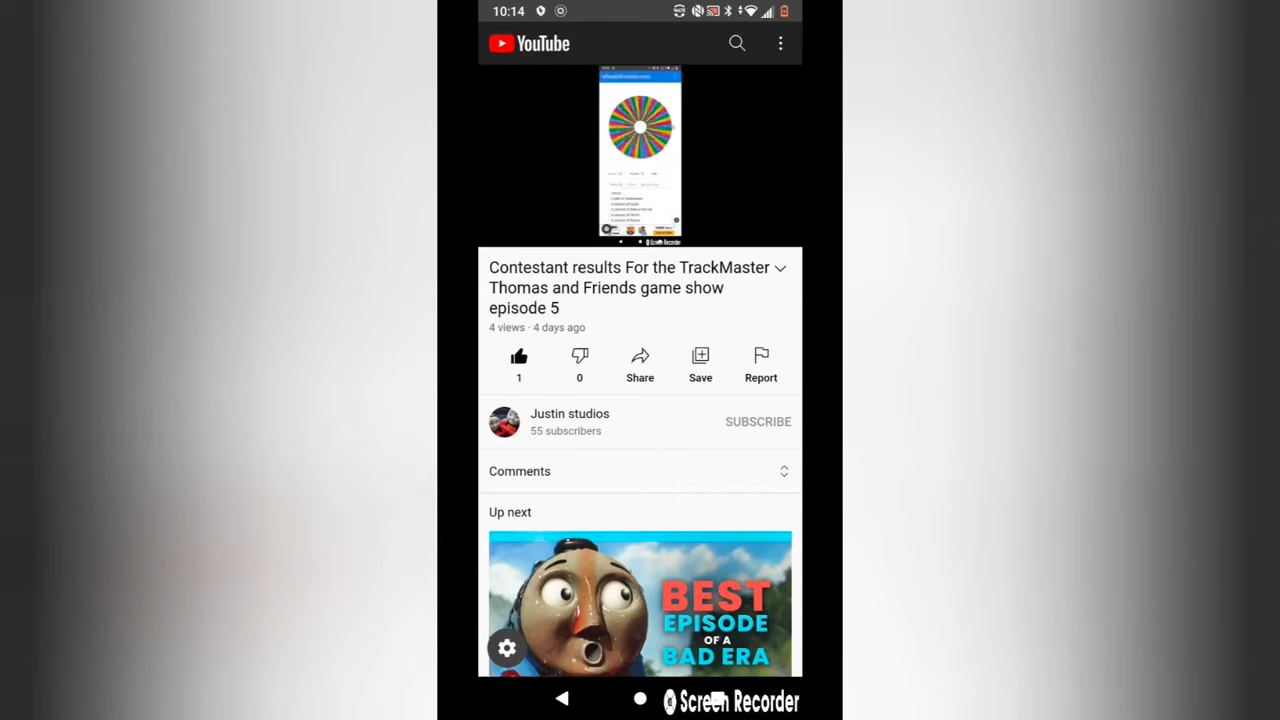 10:14
YouTube
Screen Recorder
Contestant results For the TrackMaster
Thomas and Friends game show
episode 5
4 views · 4 days ago
1
0
Share
Save
Report
Justin studios
55 subscribers
SUBSCRIBE
Comments
Up next
BEST
EPISODE
OF A
BAD ERA
Screen Recorder